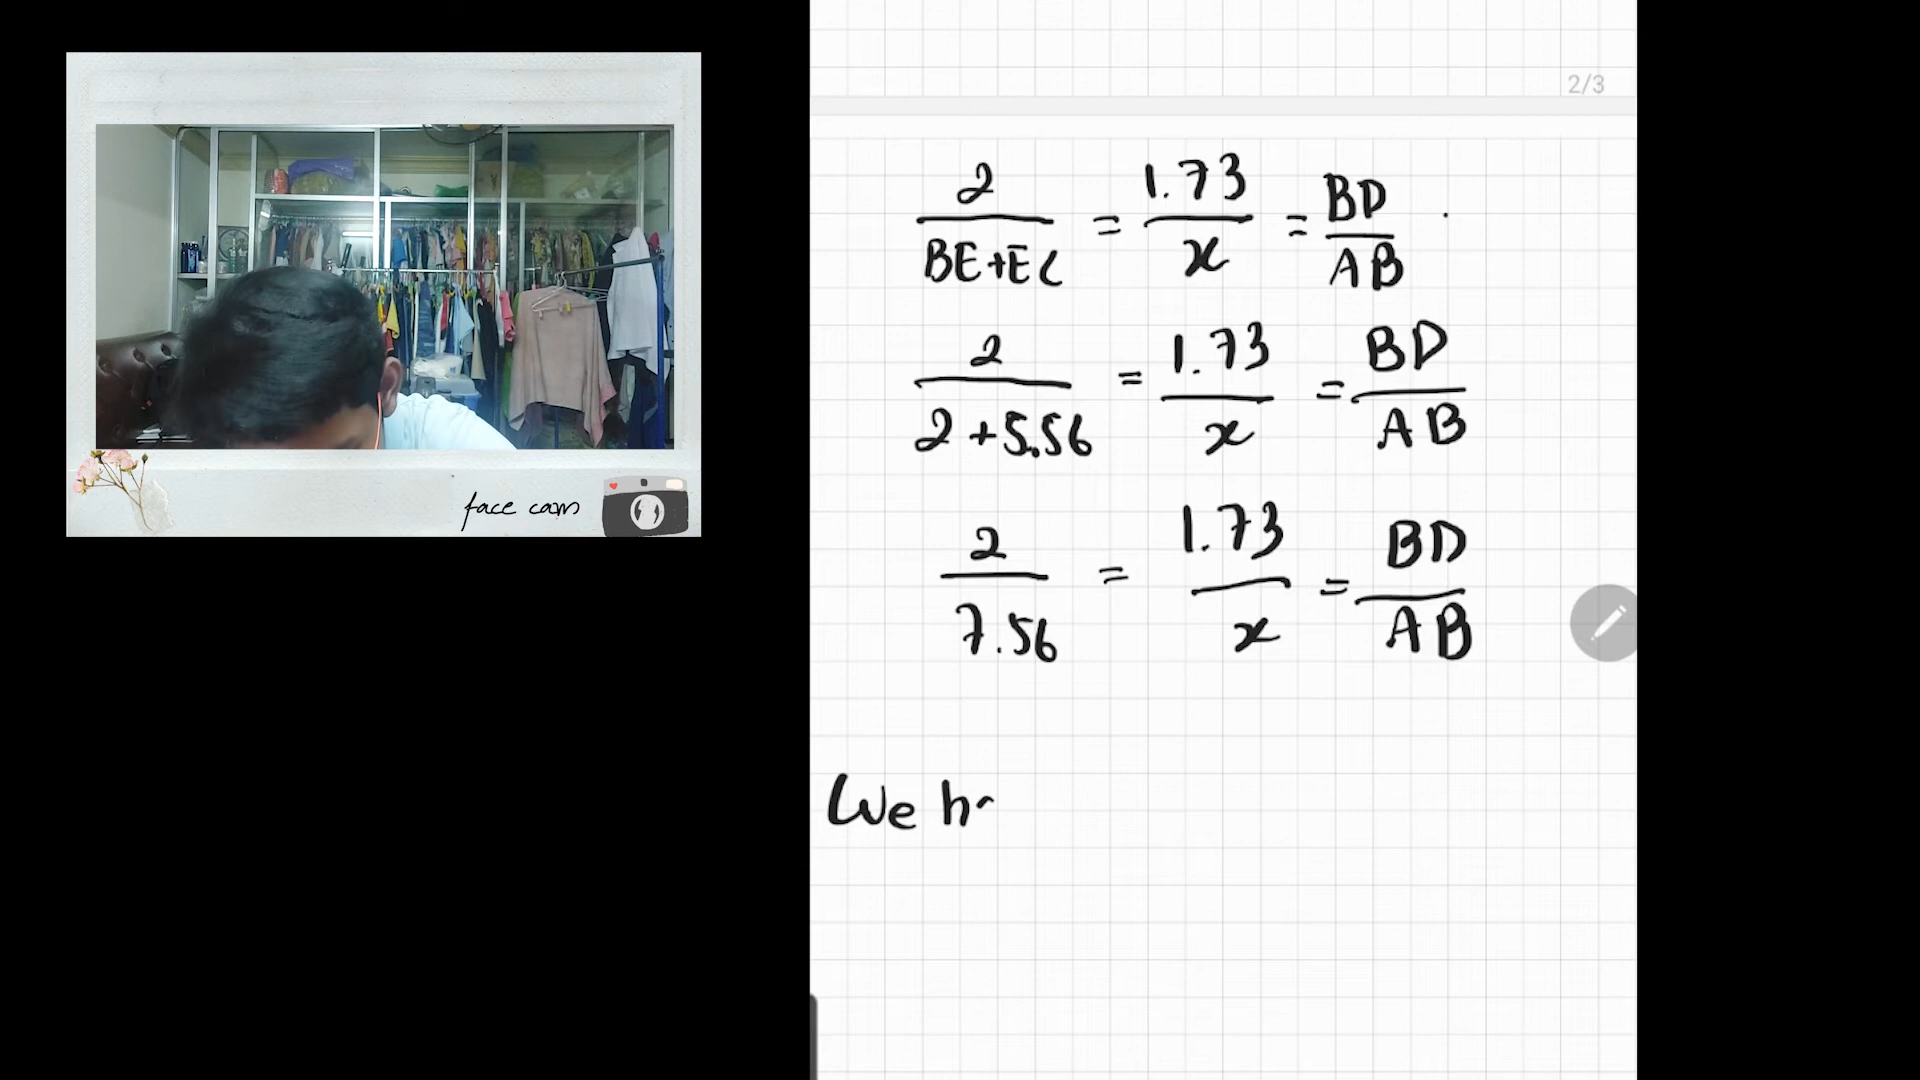 face cam
2/3
2/BE+EC = 1.73/x = BD/AB
2/2+5.56 = 1.73/x = BD/AB
2/7.56 = 1.73/x = BD/AB
We h